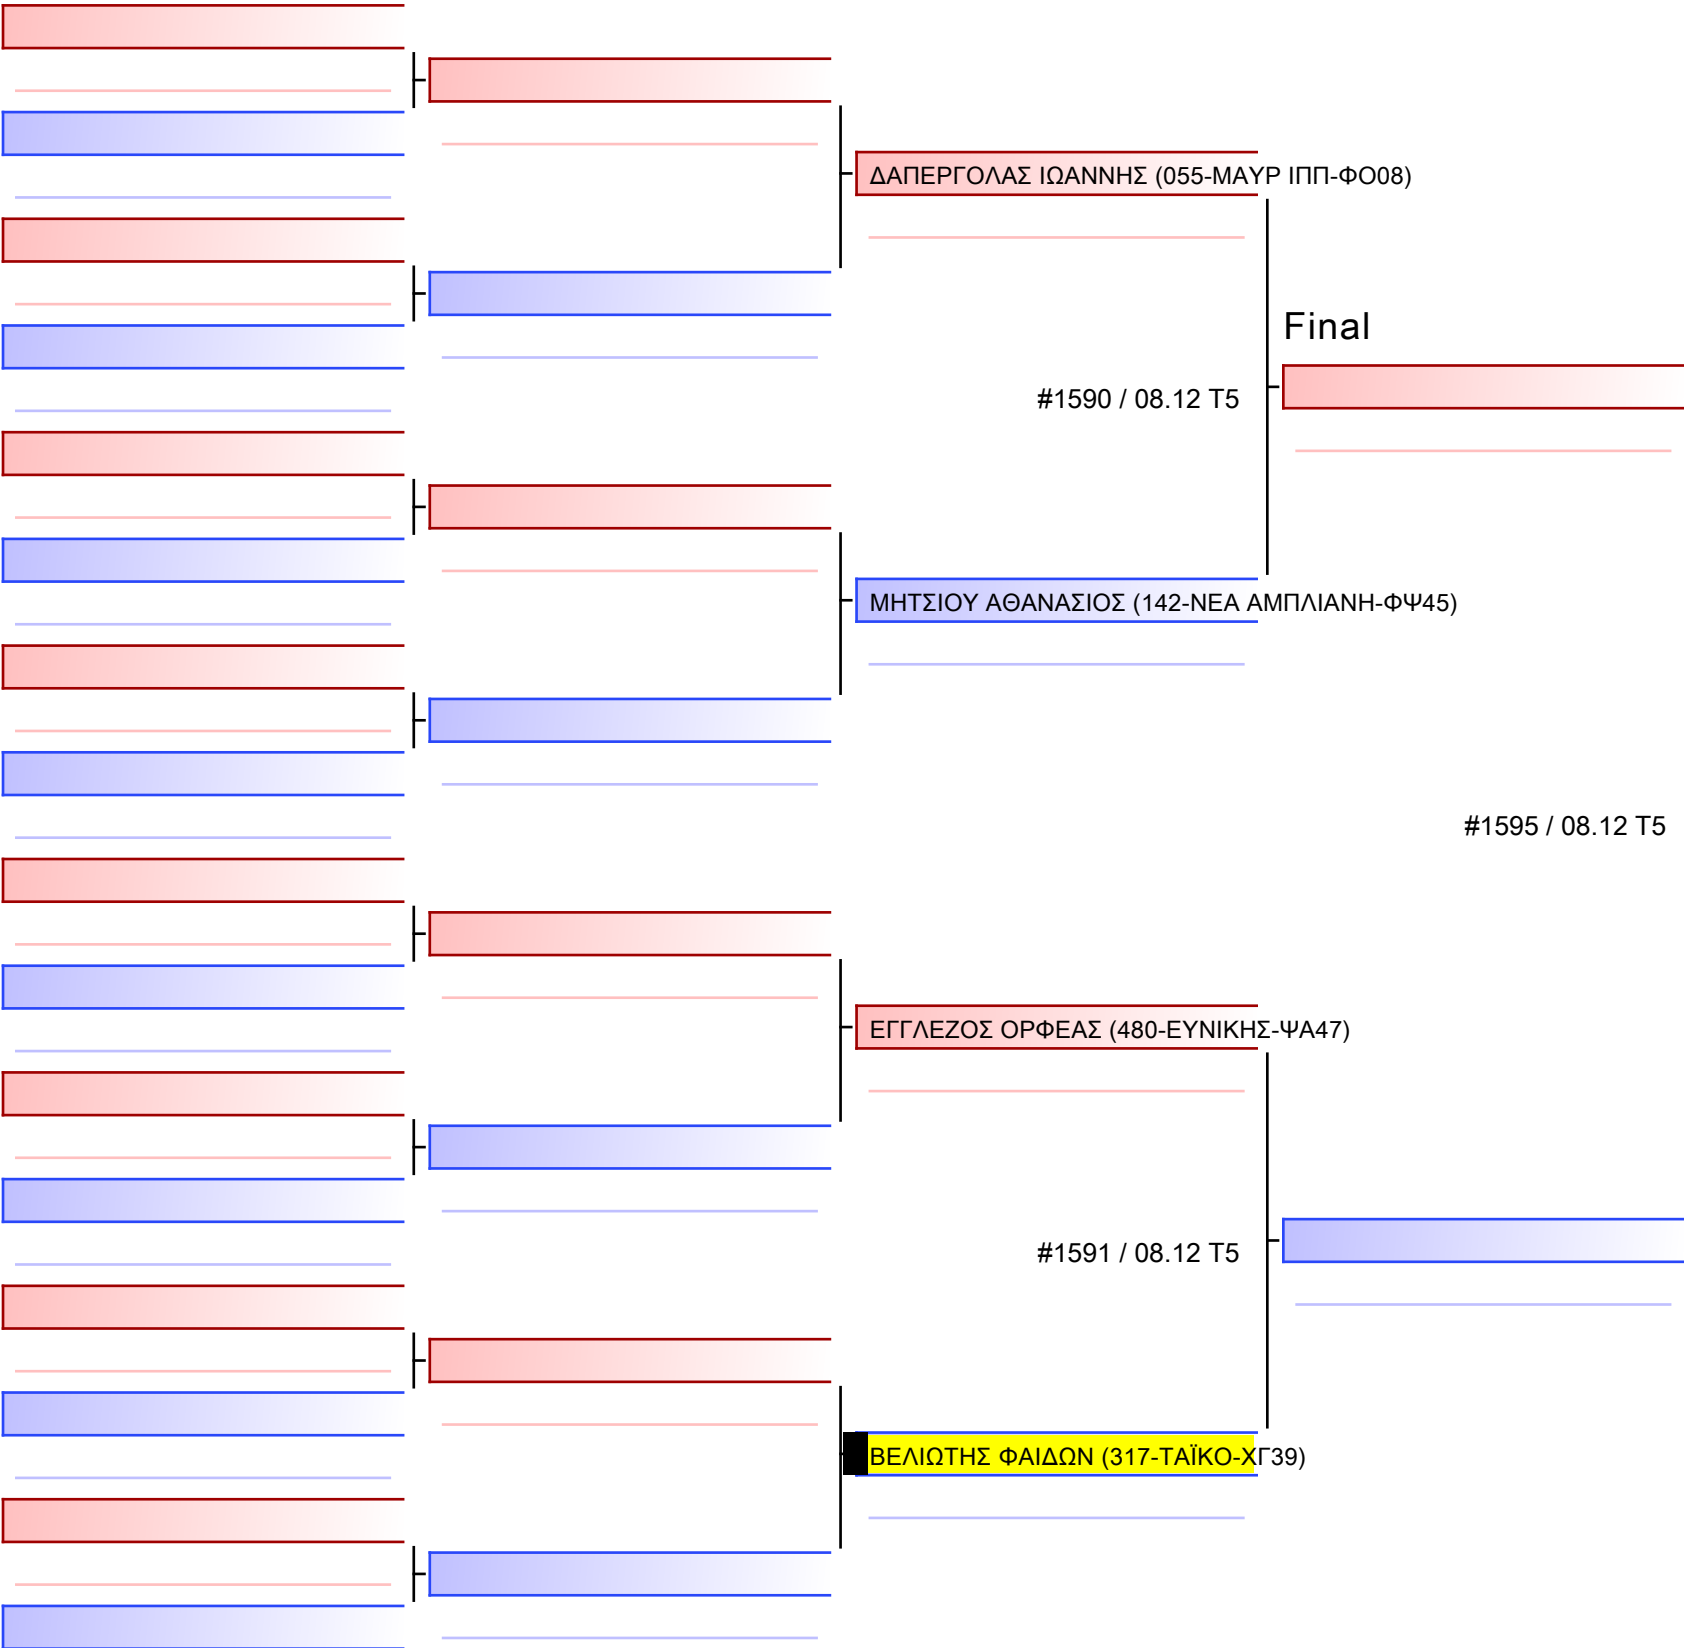 ΔΑΠΕΡΓΟΛΑΣ ΙΩΑΝΝΗΣ (055-ΜΑΥΡ ΙΠΠ-ΦΟ08)
Final
#1590 / 08.12 T5
ΜΗΤΣΙΟΥ ΑΘΑΝΑΣΙΟΣ (142-ΝΕΑ ΑΜΠΛΙΑΝΗ-ΦΨ45)
#1595 / 08.12 T5
ΕΓΓΛΕΖΟΣ ΟΡΦΕΑΣ (480-ΕΥΝΙΚΗΣ-ΨΑ47)
#1591 / 08.12 T5
ΒΕΛΙΩΤΗΣ ΦΑΙΔΩΝ (317-ΤΑΪΚΟ-ΧΓ39)